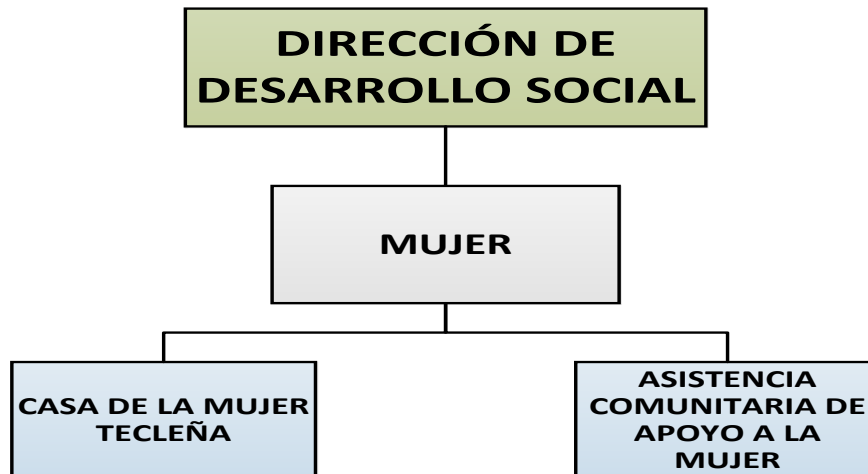 DIRECCIÓN DE
DESARROLLO SOCIAL
MUJER
CASA DE LA MUJER
TECLEÑA
ASISTENCIA
COMUNITARIA DE
APOYO A LA
MUJER